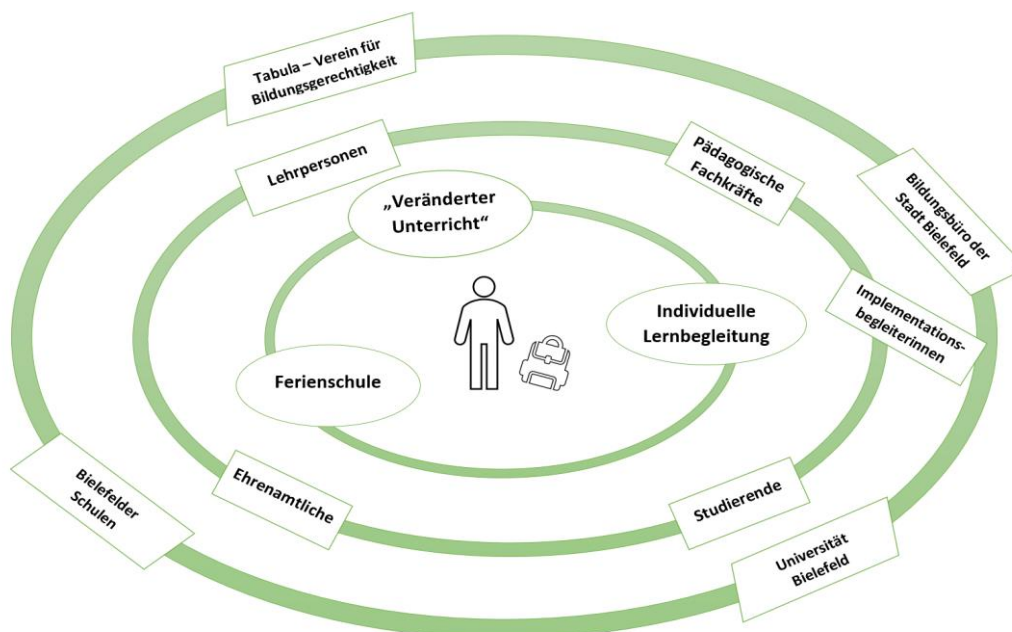 Tabula – Verein für
Bildungsgerechtigkeit
Lehrpersonen
Pädagogische
Fachkräfte
„Veränderter
Unterricht“
Bildungsbüro der
Stadt Bielefeld
Implementations-
begleiterinnen
Individuelle
Lernbegleitung
Ferienschule
Bielefelder
Schulen
Ehrenamtliche
Studierende
Universität
Bielefeld